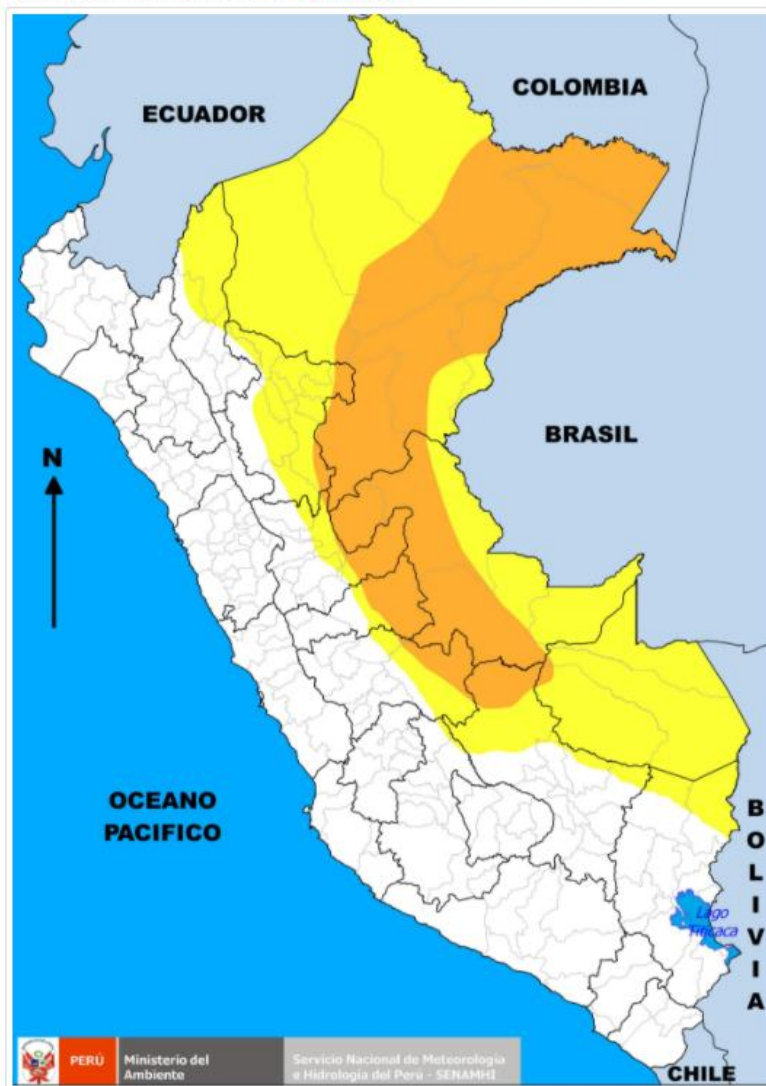 COLOMBIA
ECUADOR
BRASIL
N
OCEANO
PACIFICO
BOLIVIA
Lago
Titicaca
PERÚ
Ministerio del
Ambiente
Servicio Nacional de Meteorología
e Hidrología del Perú - SENAMHI
CHILE